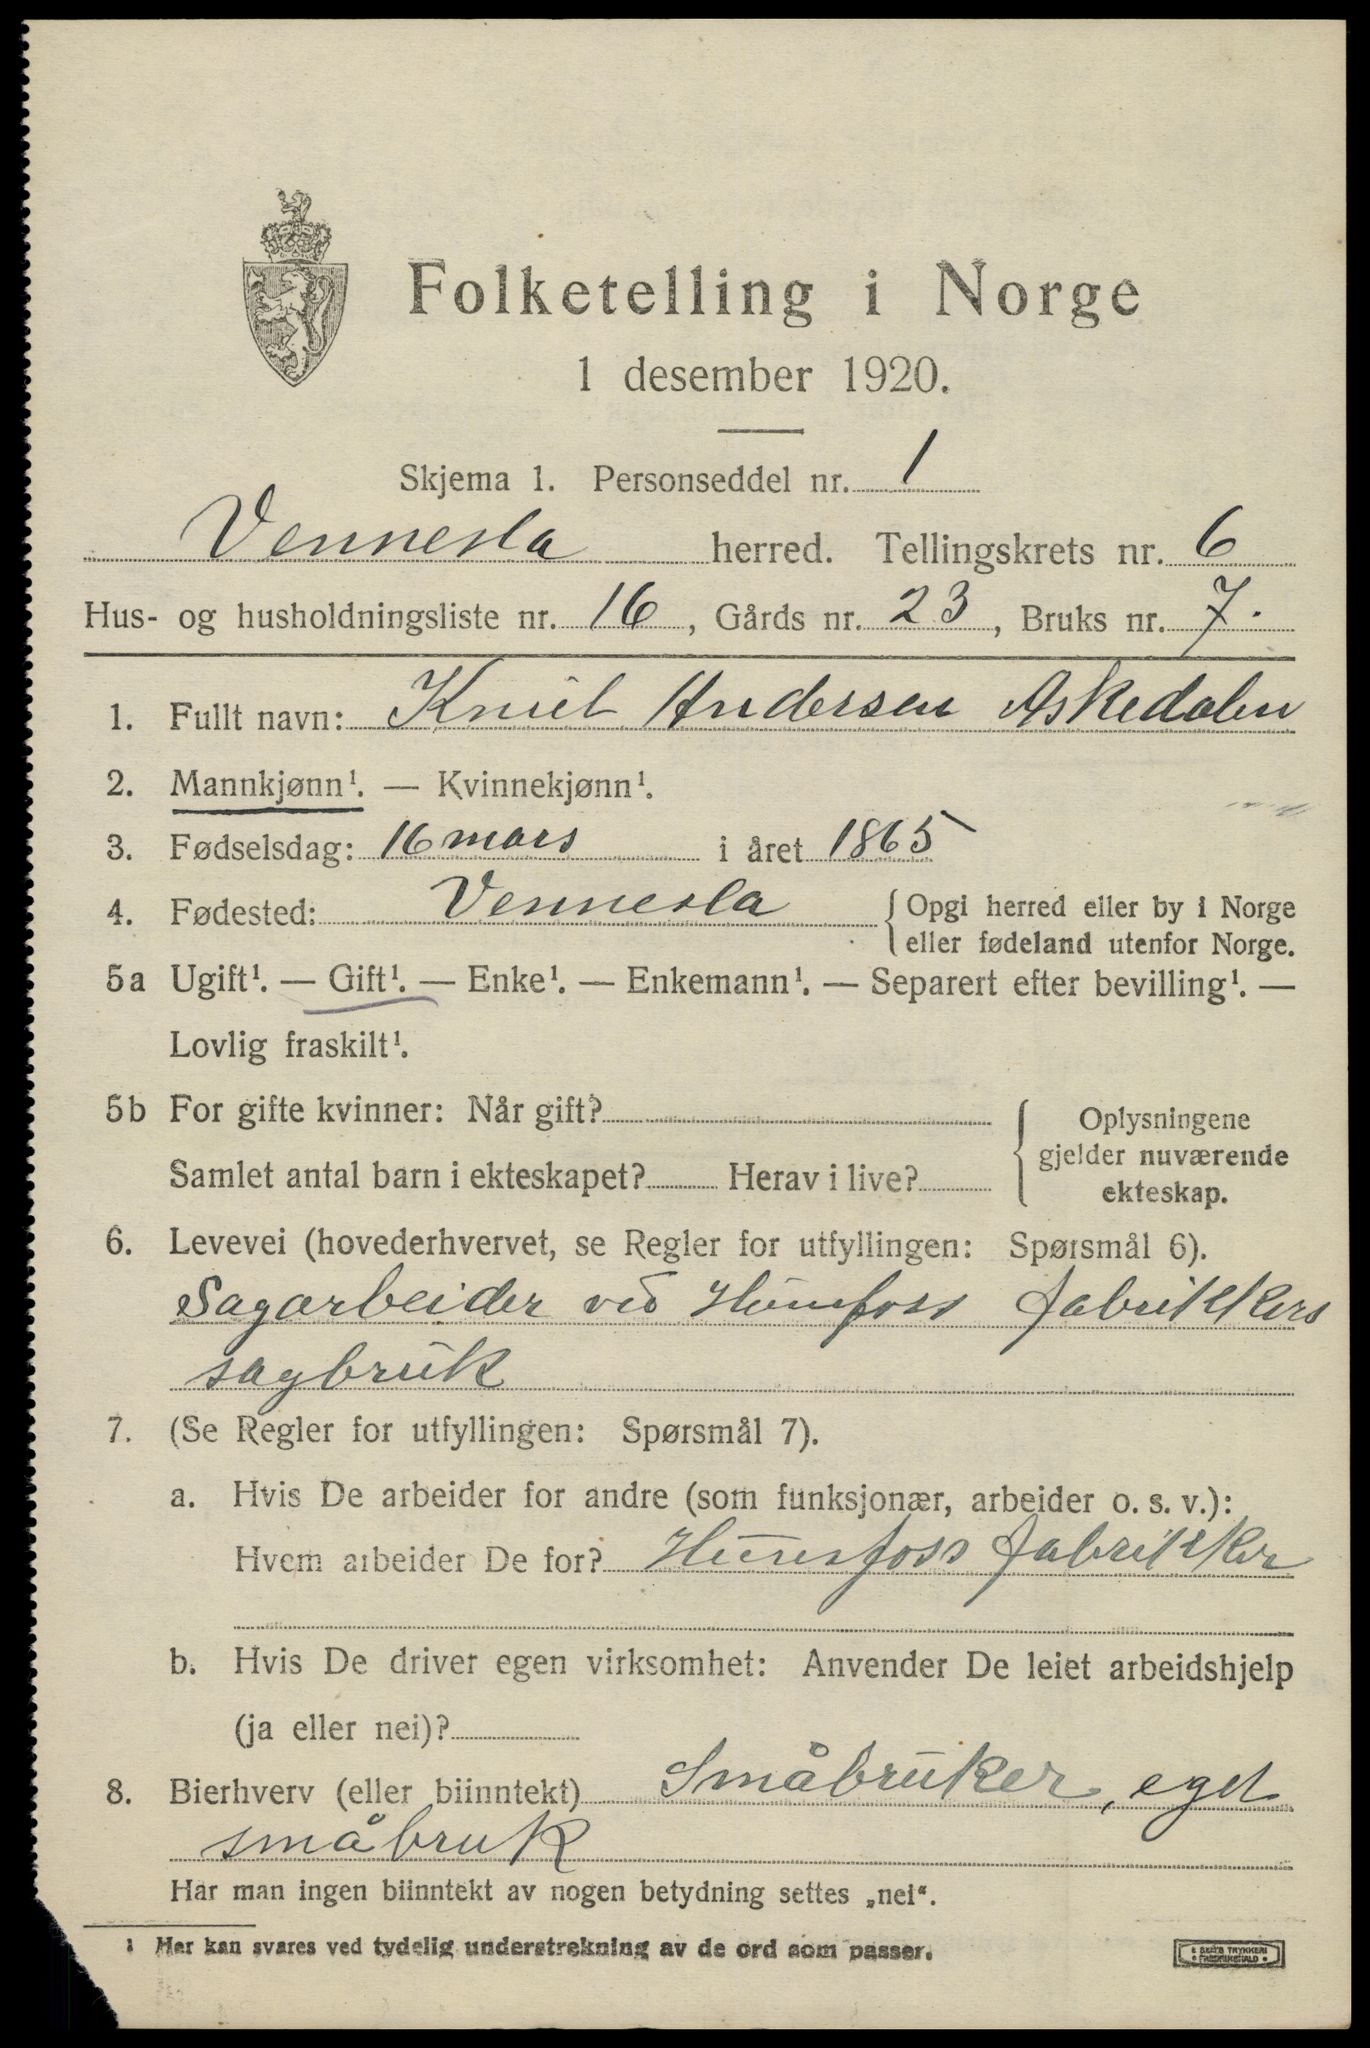 Folketelling i Norge
1 desember 1920.
Skjema 1. Personseddel nr. 1
Vennesla herred. Tellingskrets nr. 6
Hus- og husholdningsliste nr. 16, Gårds nr. 23, Bruks nr. 7.
1. Fullt navn: Knut Andersen Askedalen
2. Mannkjønn¹. — Kvinnekjønn¹.
3. Fødselsdag: 16 mars i året 1865
4. Fødested: Vennesla { Opgi herred eller by i Norge
eller fødeland utenfor Norge.
5a Ugift¹. — Gift¹. — Enke¹. — Enkemann¹. — Separert efter bevilling¹. —
Lovlig fraskilt¹.
5b For gifte kvinner: Når gift? { Oplysningene
gjelder nuværende
Samlet antal barn i ekteskapet? Herav i live? ekteskap.
6. Levevei (hovederhvervet, se Regler for utfyllingen: Spørsmål 6).
Sagarbeider ved Hunsfoss fabrikkers
sagbruk
7. (Se Regler for utfyllingen: Spørsmål 7).
a. Hvis De arbeider for andre (som funksjonær, arbeider o. s. v.):
Hvem arbeider De for? Hunsfoss fabrikker
b. Hvis De driver egen virksomhet: Anvender De leiet arbeidshjelp
(ja eller nei)?
8. Bierhverv (eller biinntekt) Småbruker, eget
småbruk
Har man ingen biinntekt av nogen betydning settes „nei“.
¹ Her kan svares ved tydelig understrekning av de ord som passer.